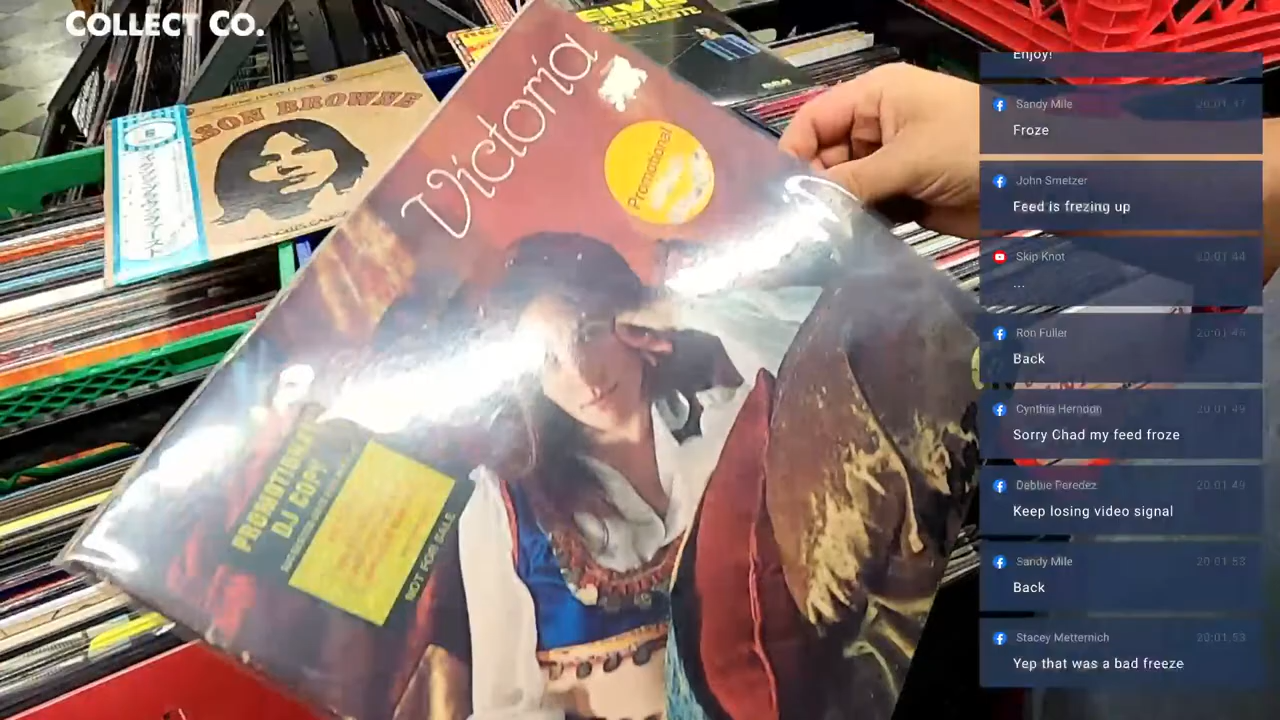 COLLECT CO.
ELVIS
SON BROWNE
Victoria
Promotional
PROMOTIONAL
DJ COPY
NOT FOR SALE
Enjoy!
Sandy Mile 20:01:37
Froze
John Smetzer
Feed is frezing up
Skip Knot 20:01:44
...
Ron Fuller 20:01:46
Back
Cynthia Herndon 20:01:49
Sorry Chad my feed froze
Debbie Peredez 20:01:49
Keep losing video signal
Sandy Mile 20:01:53
Back
Stacey Metternich 20:01:53
Yep that was a bad freeze